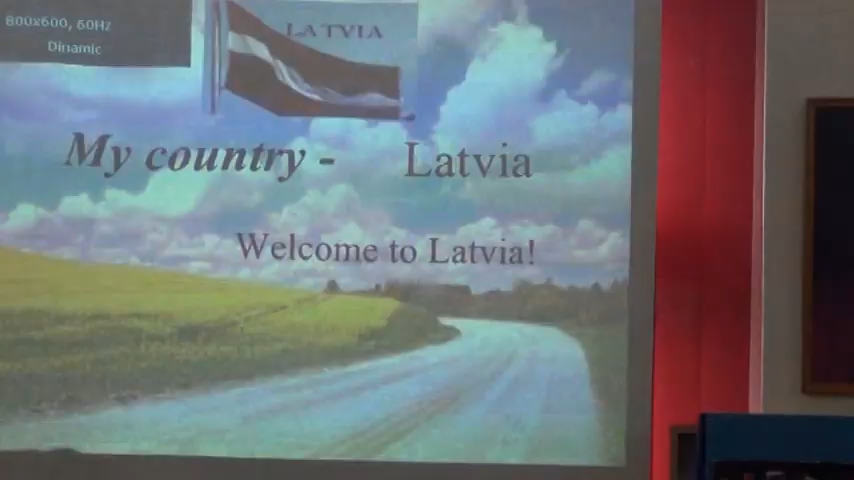 800x600, 60Hz
Dinamic
LATVIA
My country - Latvia
Welcome to Latvia!